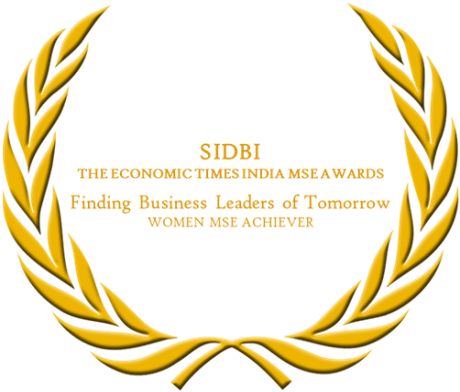 SIDBI
THE ECONOMIC TIMES INDIA MSE AWARDS
Finding Business Leaders of Tomorrow
WOMEN MSE ACHIEVER